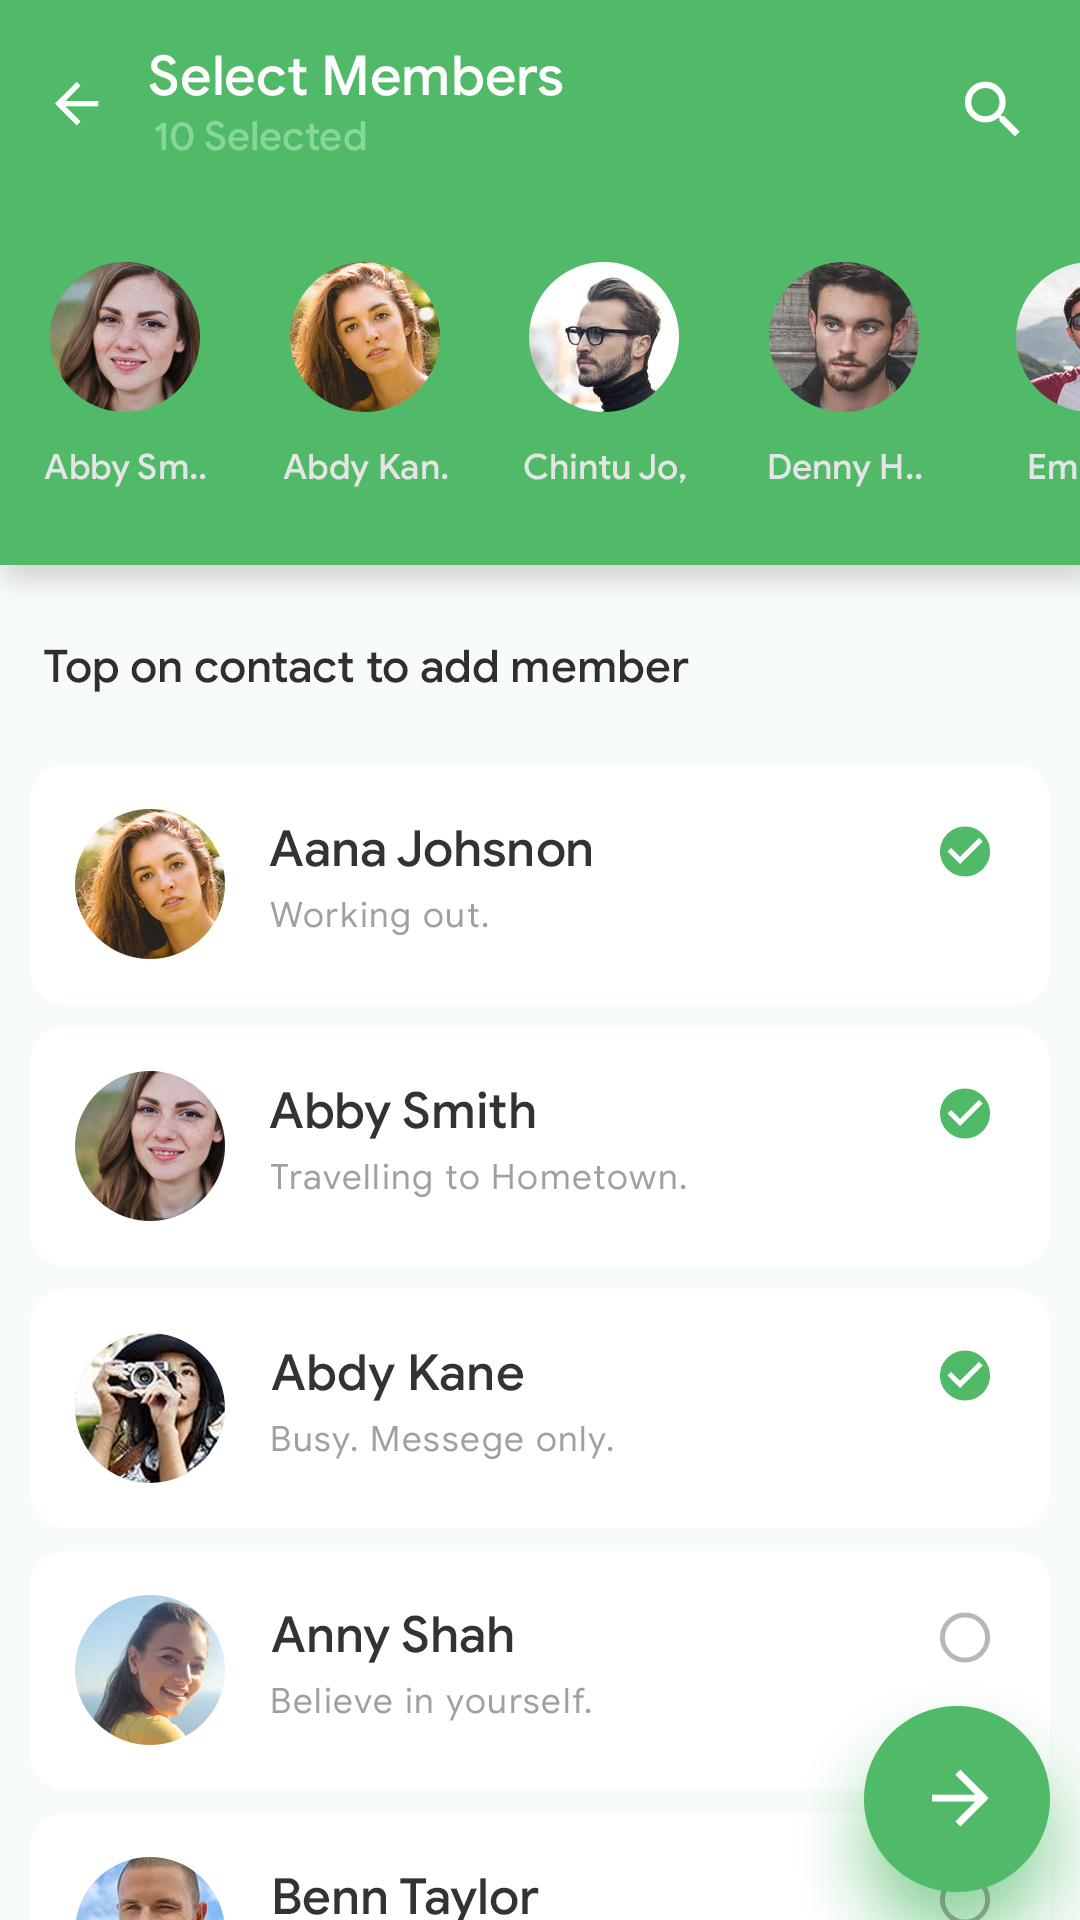 Select Members
10 Selected
Abby Sm..
Abdy Kan.
Chintu Jo,
Denny H..
Em
Top on contact to add member
Aana Johsnon
Working out.
Abby Smith
Travelling to Hometown.
Abdy Kane
Busy. Messege only.
Anny Shah
Believe in yourself.
Benn Taylor